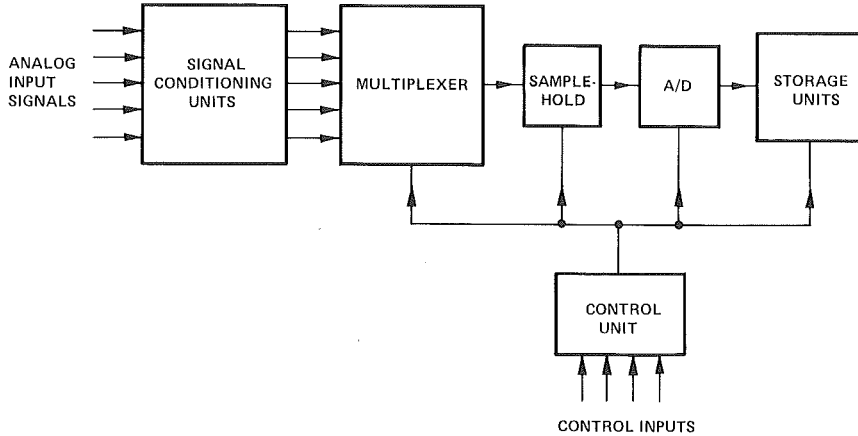 ANALOG
INPUT
SIGNALS
SIGNAL
CONDITIONING
UNITS
MULTIPLEXER
SAMPLE-
HOLD
A/D
STORAGE
UNITS
CONTROL
UNIT
CONTROL INPUTS